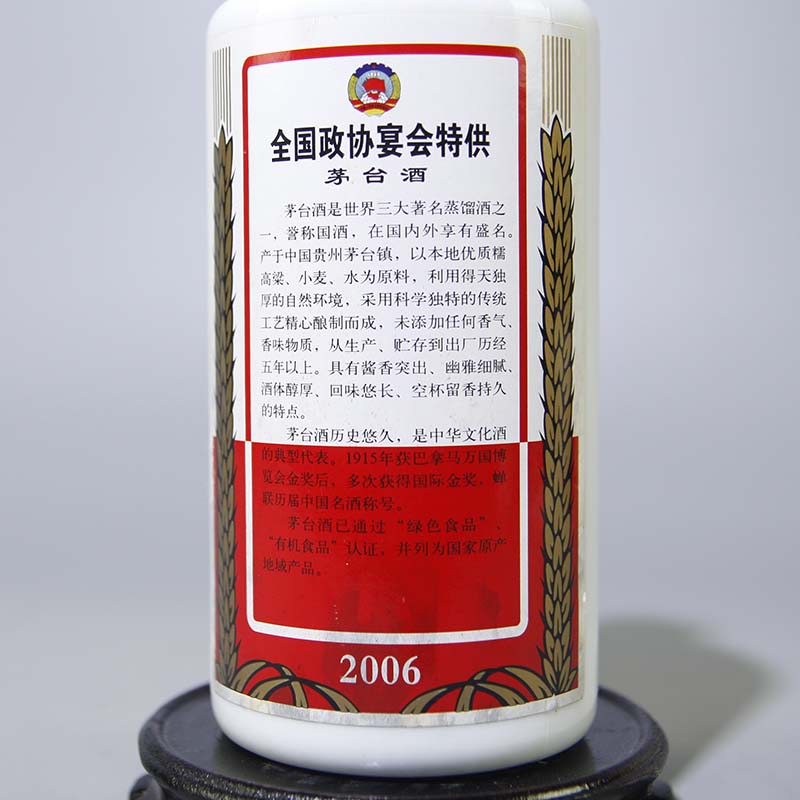 全国政协宴会特供
茅台酒
茅台酒是世界三大著名蒸馏酒之
一，誉称国酒，在国内外享有盛名。
产于中国贵州茅台镇，以本地优质糯
高粱、小麦、水为原料，利用得天独
厚的自然环境，采用科学独特的传统
工艺精心酿制而成，未添加任何香气、
香味物质，从生产、贮存到出厂历经
五年以上。具有酱香突出、幽雅细腻、
酒体醇厚、回味悠长、空杯留香持久
的特点。
茅台酒历史悠久，是中华文化酒
的典型代表。1915年获巴拿马万国博
览会金奖后，多次获得国际金奖，蝉
联历届中国名酒称号。
茅台酒已通过“绿色食品”、
“有机食品”认证，并列为国家原产
地域产品。
2006